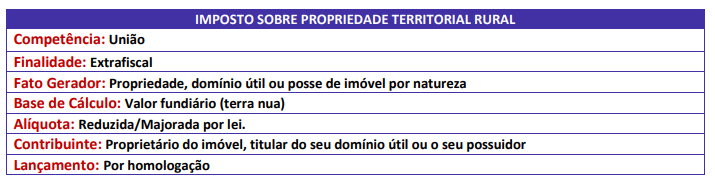 IMPOSTO SOBRE PROPRIEDADE TERRITORIAL RURAL
Competência: União
Finalidade: Extrafiscal
Fato Gerador: Propriedade, domínio útil ou posse de imóvel por natureza
Base de Cálculo: Valor fundiário (terra nua)
Alíquota: Reduzida/Majorada por lei.
Contribuinte: Proprietário do imóvel, titular do seu domínio útil ou o seu possuidor
Lançamento: Por homologação